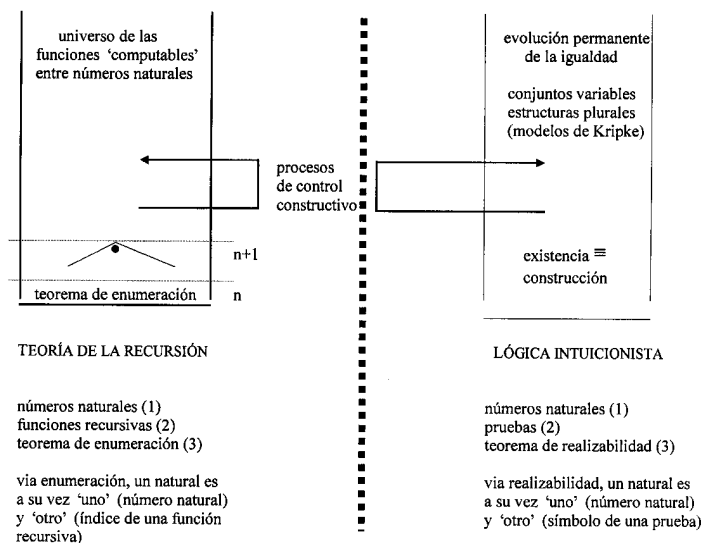 universo de las
funciones ‘computables’
entre números naturales
procesos
de control
constructivo
n+1
teorema de enumeración
n
TEORÍA DE LA RECURSIÓN
números naturales (1)
funciones recursivas (2)
teorema de enumeración (3)
via enumeración, un natural es
a su vez ‘uno’ (número natural)
y ‘otro’ (índice de una función
recursiva)
evolución permanente
de la igualdad
conjuntos variables
estructuras plurales
(modelos de Kripke)
existencia ≡
construcción
LÓGICA INTUICIONISTA
números naturales (1)
pruebas (2)
teorema de realizabilidad (3)
via realizabilidad, un natural es
a su vez ‘uno’ (número natural)
y ‘otro’ (símbolo de una prueba)